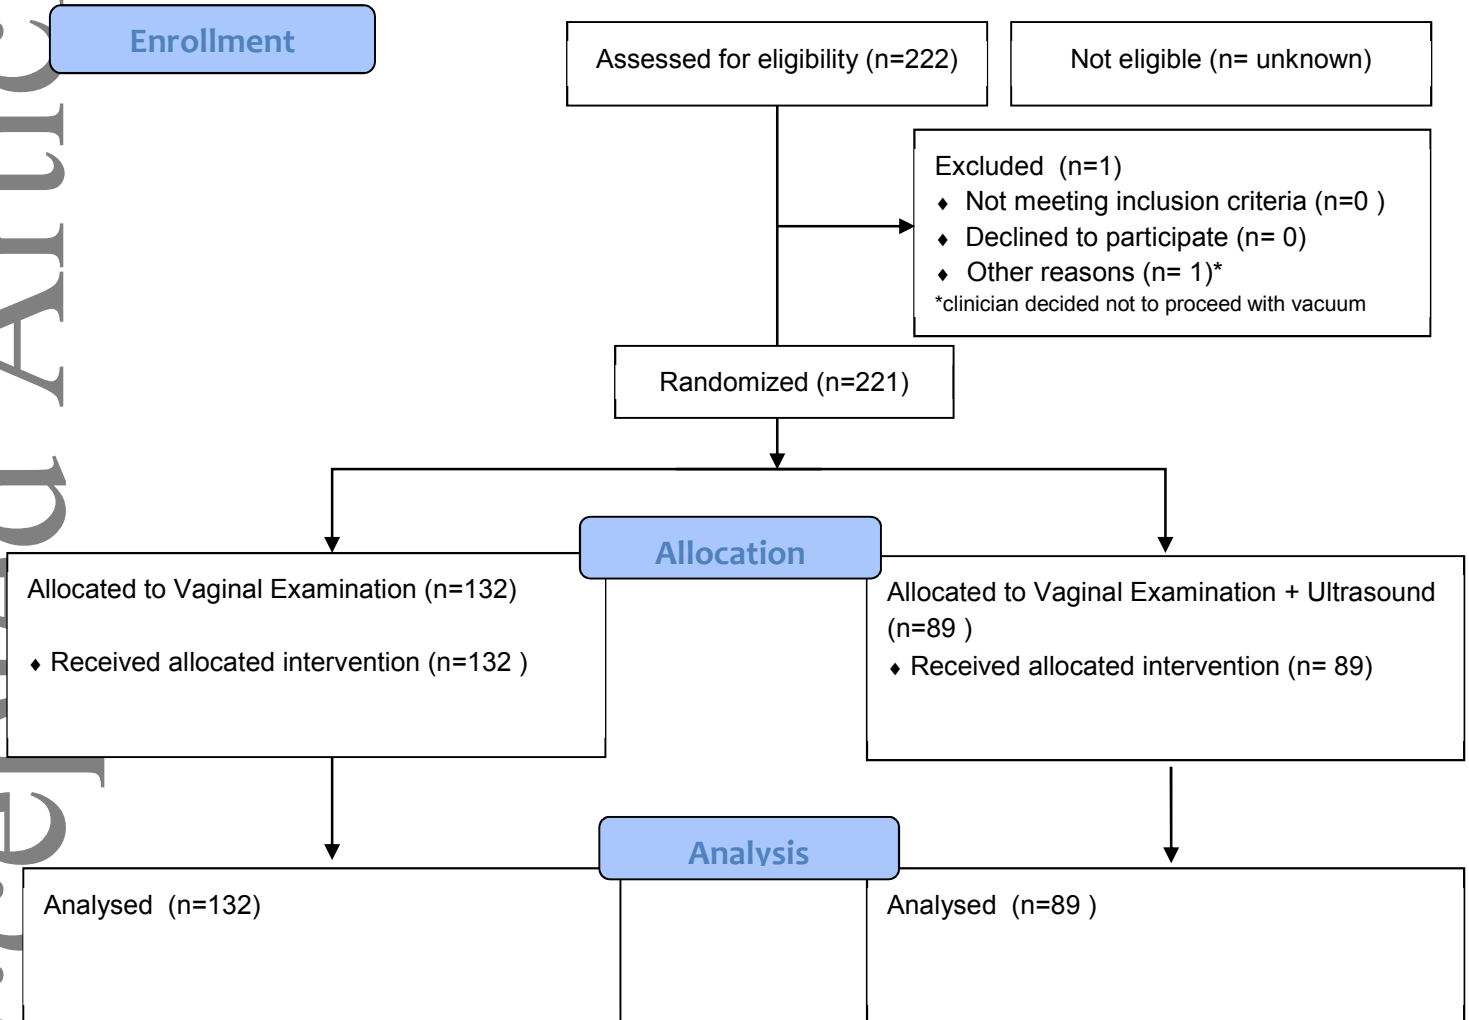 Enrollment
Assessed for eligibility (n=222)
Not eligible (n= unknown)
Excluded  (n=1)
♦ Not meeting inclusion criteria (n=0 )
♦ Declined to participate (n= 0)
♦ Other reasons (n= 1)*
*clinician decided not to proceed with vacuum
Randomized (n=221)
Allocation
Allocated to Vaginal Examination (n=132)
♦ Received allocated intervention (n=132 )
Allocated to Vaginal Examination + Ultrasound
(n=89 )
♦ Received allocated intervention (n= 89)
Analysis
Analysed  (n=132)
Analysed  (n=89 )